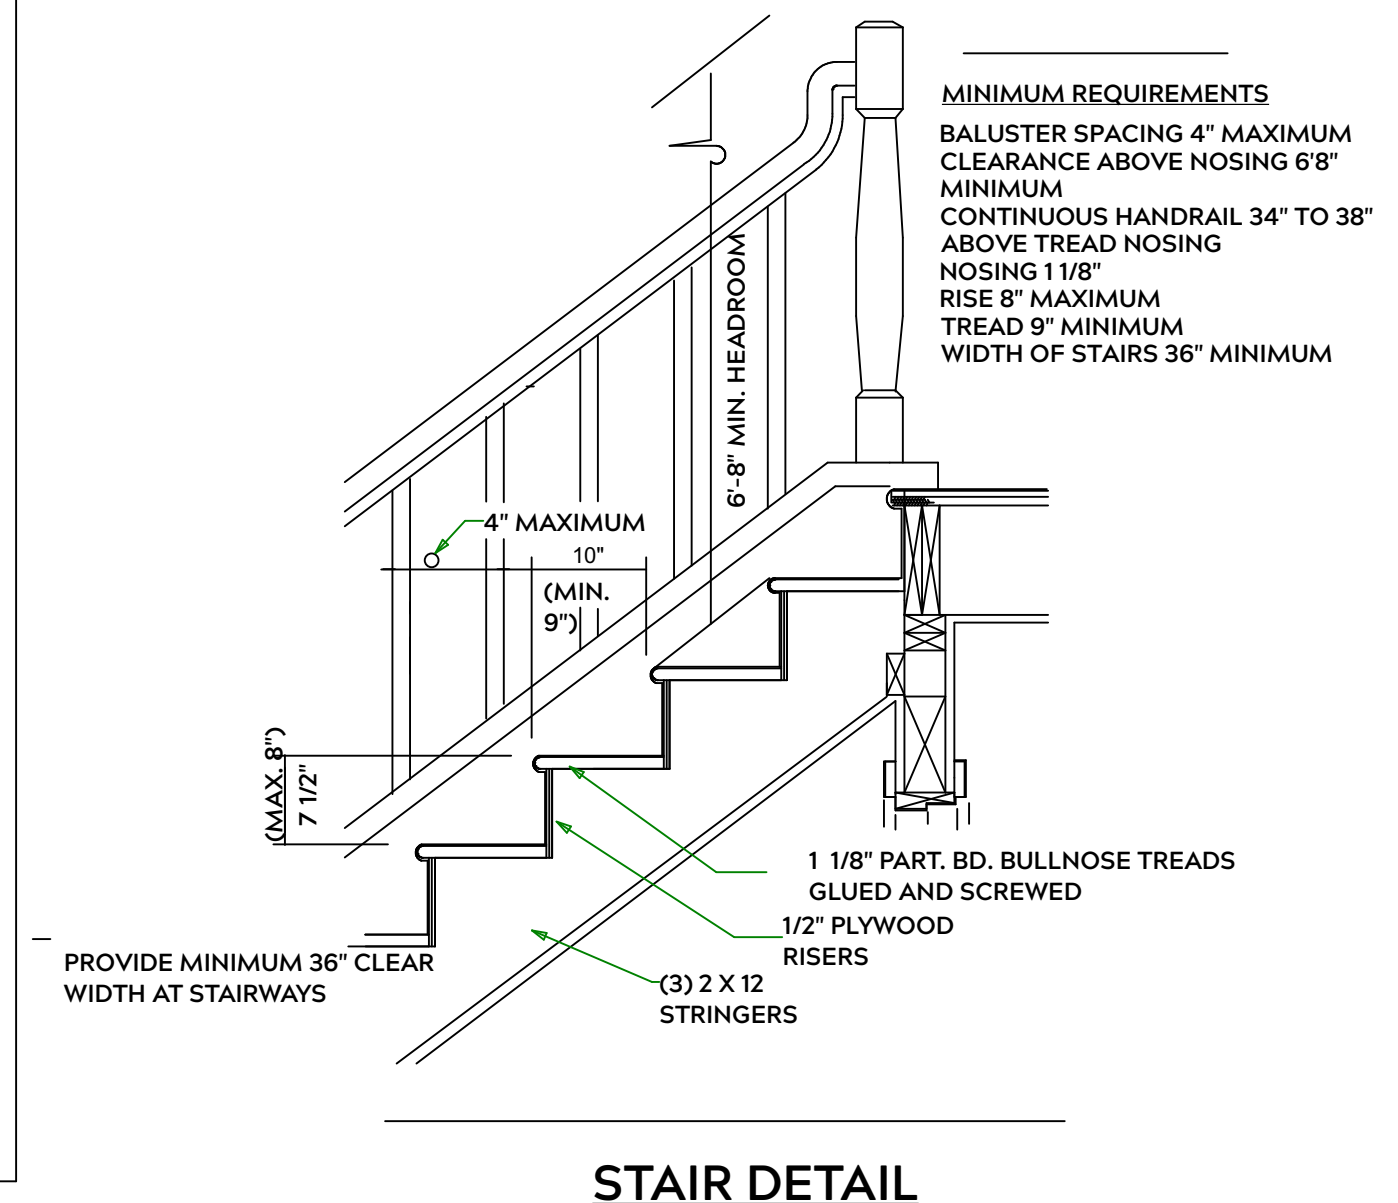 MINIMUM REQUIREMENTS
BALUSTER SPACING 4" MAXIMUM
CLEARANCE ABOVE NOSING 6'8"
MINIMUM
CONTINUOUS HANDRAIL 34" TO 38"
ABOVE TREAD NOSING
NOSING 1 1/8"
RISE 8" MAXIMUM
TREAD 9" MINIMUM
WIDTH OF STAIRS 36" MINIMUM
6'-8" MIN. HEADROOM
4" MAXIMUM
10"
(MIN.
9")
(MAX. 8")
7 1/2"
1 1/8" PART. BD. BULLNOSE TREADS
GLUED AND SCREWED
1/2" PLYWOOD
RISERS
(3) 2 X 12
STRINGERS
PROVIDE MINIMUM 36" CLEAR
WIDTH AT STAIRWAYS
STAIR DETAIL